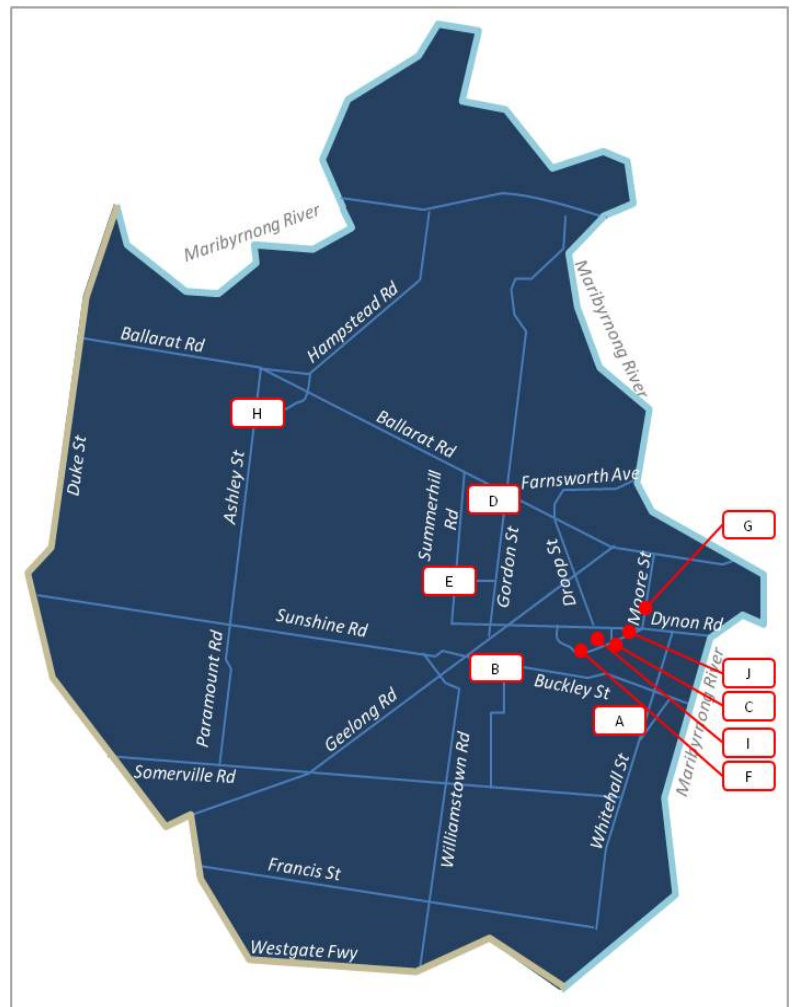 Maribyrnong River
Maribyrnong River
Hampstead Rd
Ballarat Rd
H
Ballarat Rd
Duke St
Ashley St
Summerhill
Rd
Farnsworth Ave
D
G
Gordon St
Droop St
Moore St
E
Dynon Rd
Sunshine Rd
Paramount Rd
B
Buckley St
J
C
I
F
A
Geelong Rd
Maribyrnong River
Somerville Rd
Williamstown Rd
Whitehall St
Francis St
Westgate Fwy